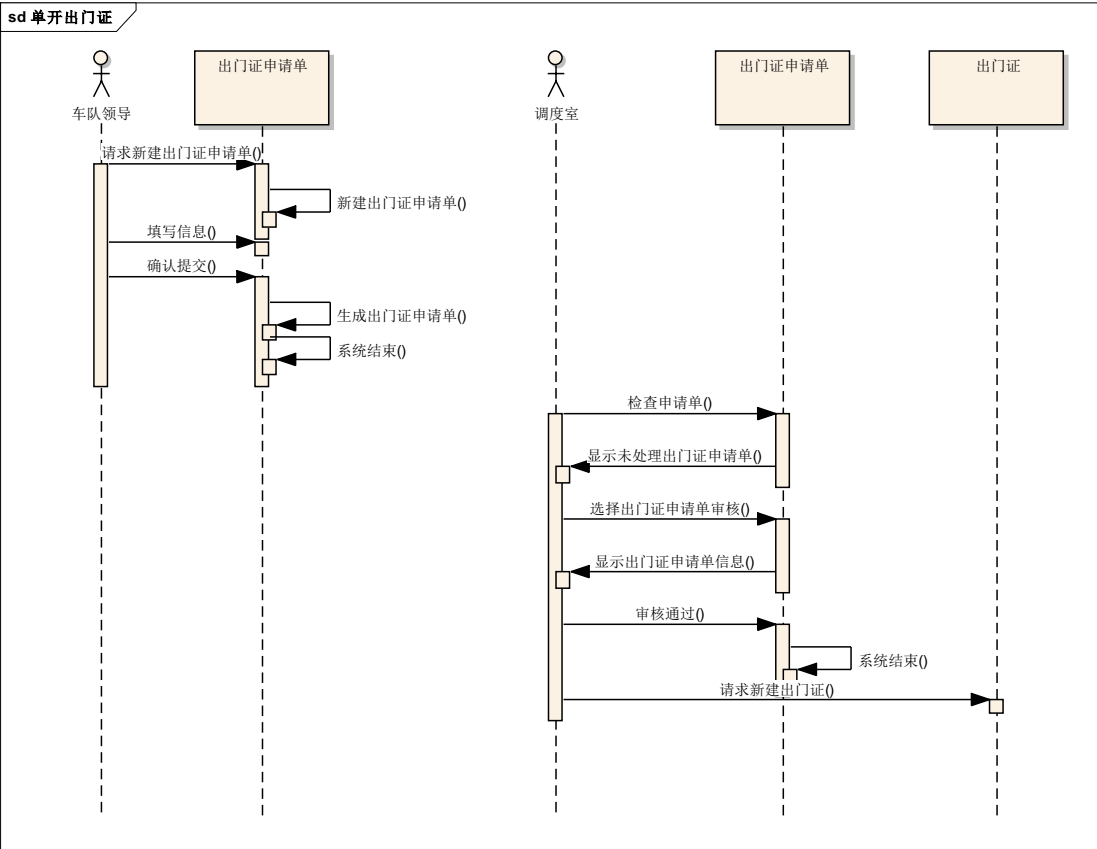 sd 单开出门证
车队领导
出门证申请单
调度室
出门证申请单
出门证
请求新建出门证申请单()
新建出门证申请单()
填写信息()
确认提交()
生成出门证申请单()
系统结束()
检查申请单()
显示未处理出门证申请单()
选择出门证申请单审核()
显示出门证申请单信息()
审核通过()
系统结束()
请求新建出门证()